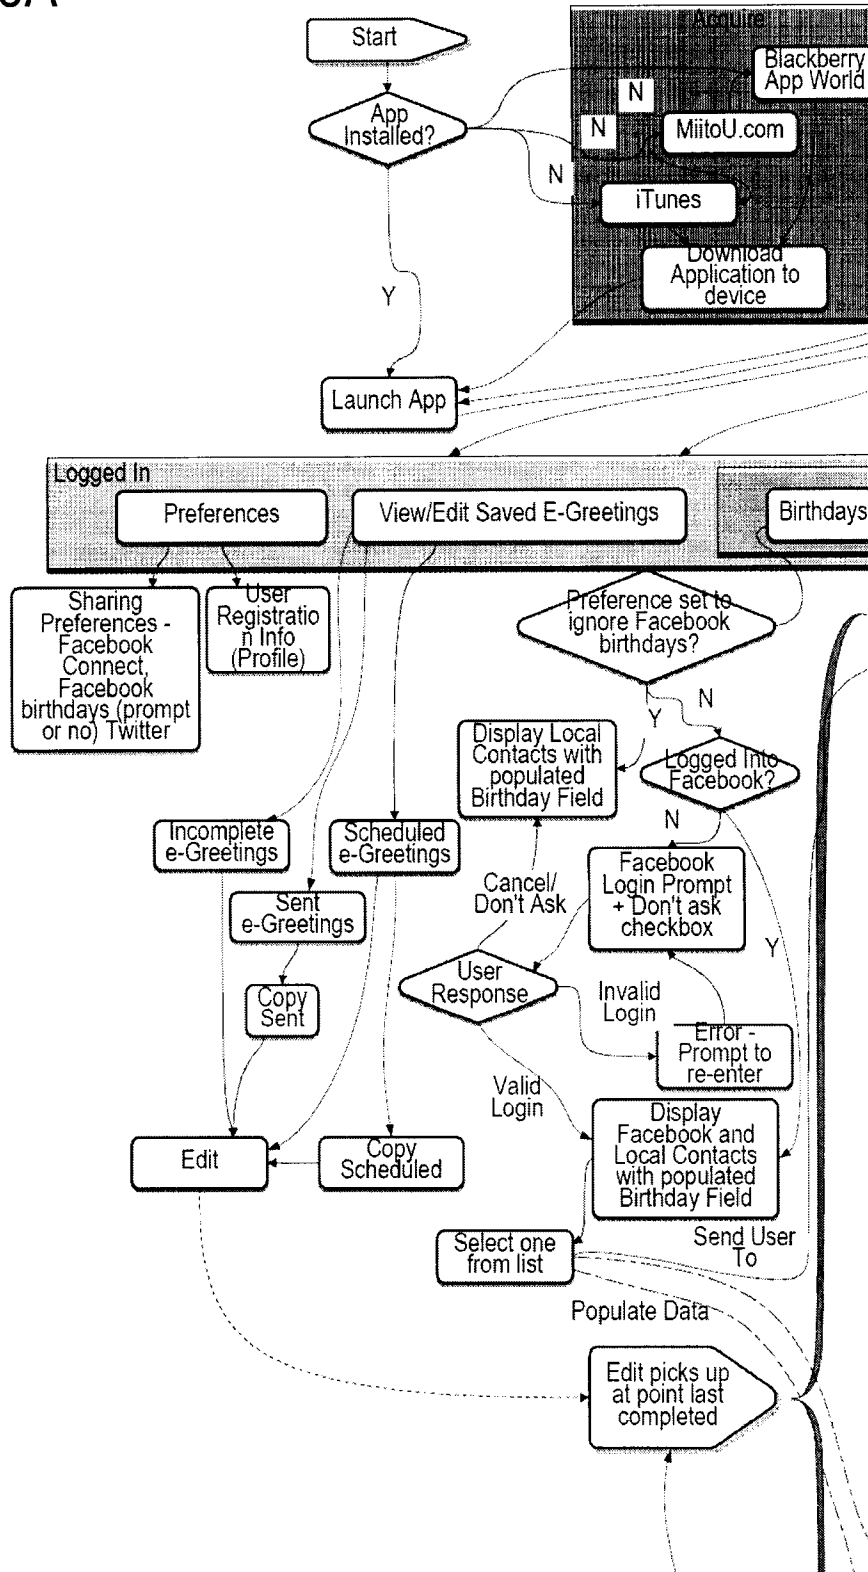 Start
Acquire
Blackberry
App World
N
App
Installed?
N
MiitoU.com
N
iTunes
Download
Application to
device
Y
Launch App
Logged In
Preferences
View/Edit Saved E-Greetings
Birthdays
Sharing
Preferences -
Facebook
Connect,
Facebook
birthdays (prompt
or no) Twitter
User
Registratio
n Info
(Profile)
Preference set to
ignore Facebook
birthdays?
N
Y
Display Local
Contacts with
populated
Birthday Field
Logged Into
Facebook?
N
Incomplete
e-Greetings
Scheduled
e-Greetings
Facebook
Login Prompt
+ Don't ask
checkbox
Cancel/
Don't Ask
Sent
e-Greetings
Y
User
Response
Invalid
Login
Copy
Sent
Error -
Prompt to
re-enter
Valid
Login
Display
Facebook and
Local Contacts
with populated
Birthday Field
Edit
Copy
Scheduled
Send User
To
Select one
from list
Populate Data
Edit picks up
at point last
completed